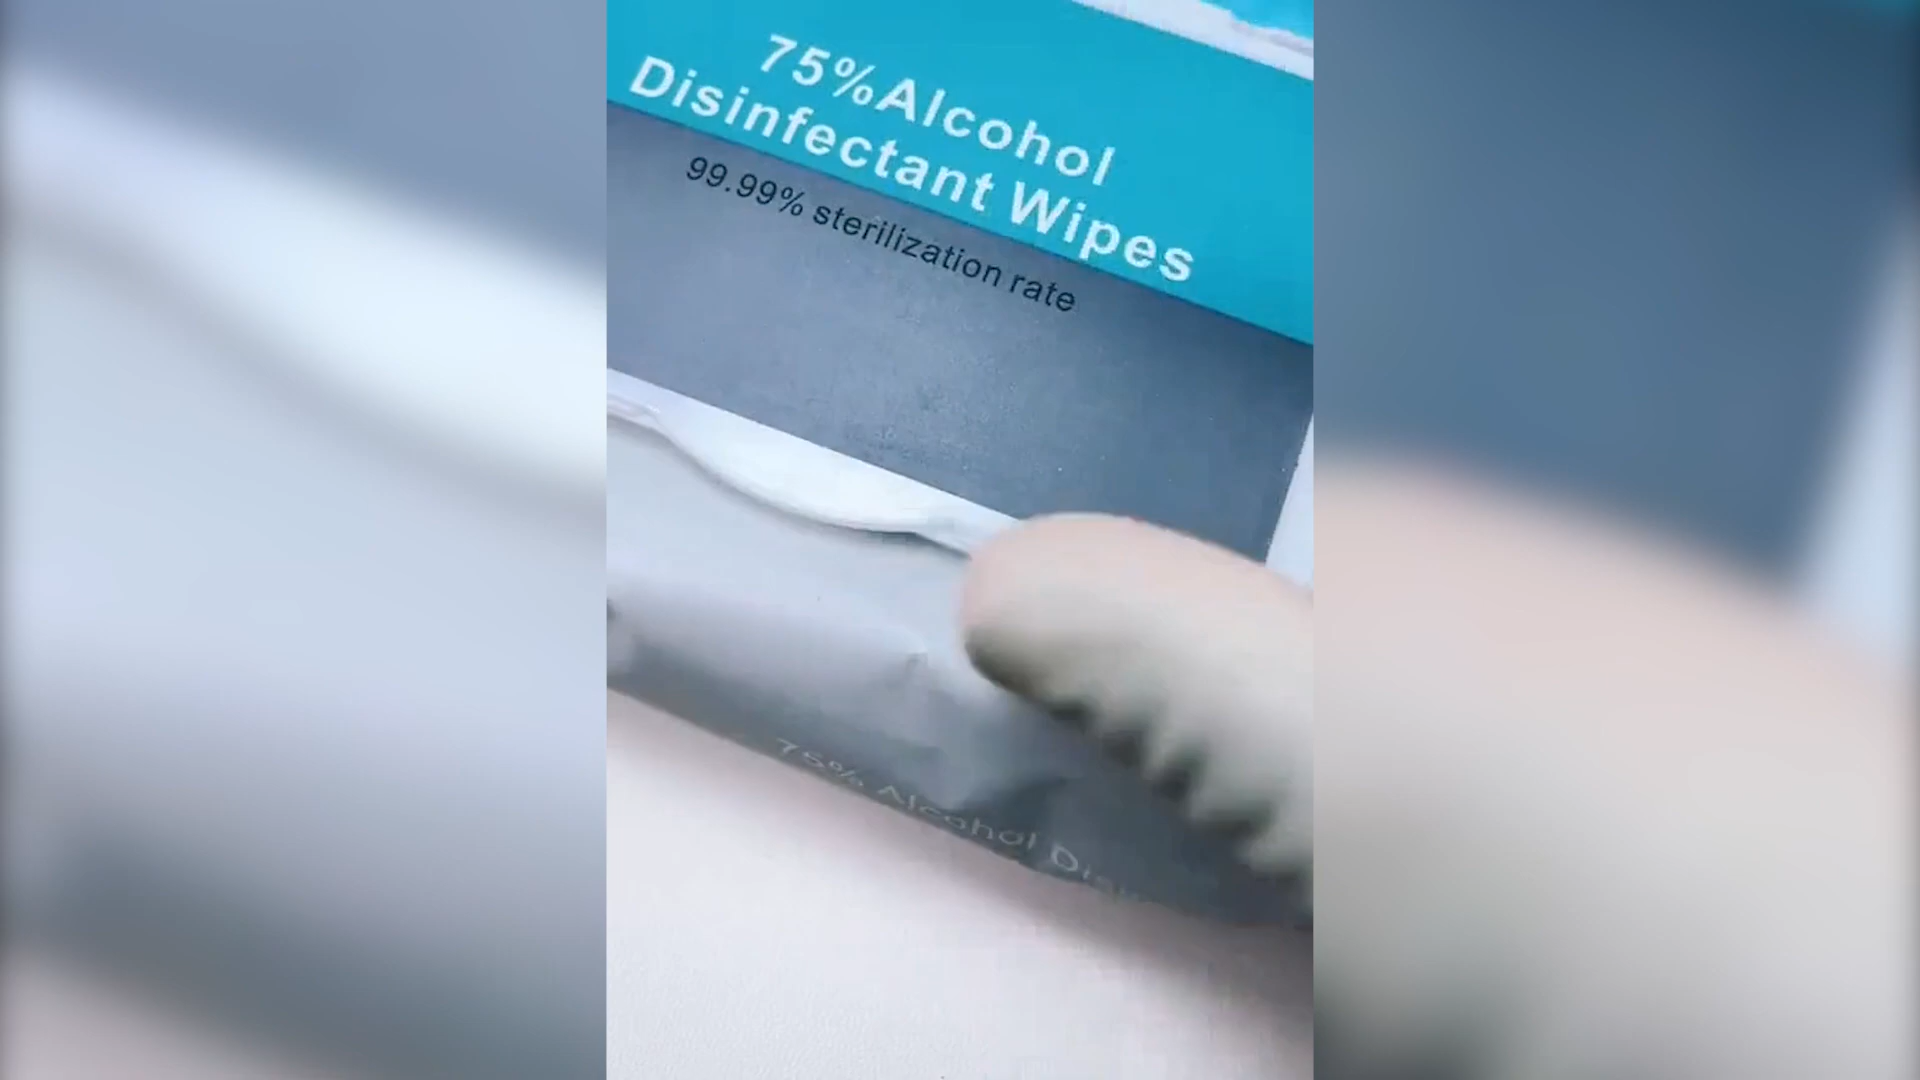 75%Alcohol
Disinfectant Wipes
99.99% sterilization rate
75% Alcohol